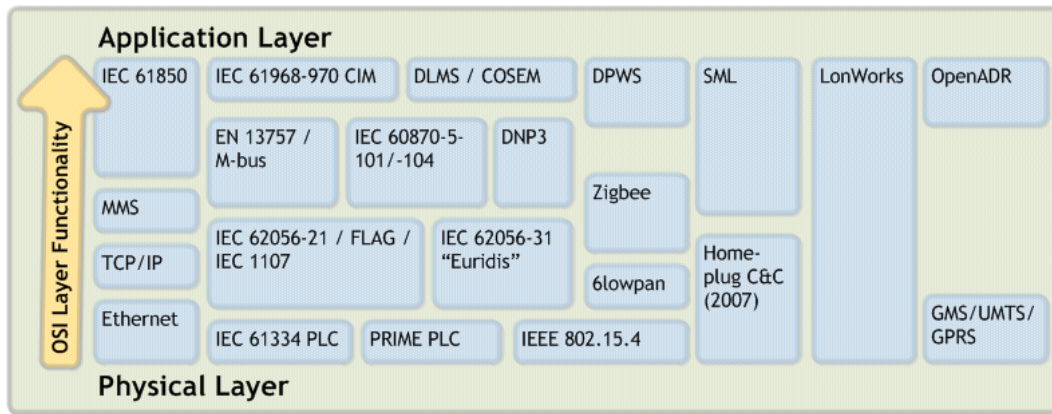 Application Layer
OSI Layer Functionality
IEC 61850
IEC 61968-970 CIM
DLMS / COSEM
DPWS
SML
LonWorks
OpenADR
EN 13757 /
M-bus
IEC 60870-5-
101/-104
DNP3
Zigbee
MMS
IEC 62056-21 / FLAG /
IEC 1107
IEC 62056-31
“Euridis”
Home-
plug C&C
(2007)
TCP/IP
6lowpan
Ethernet
GMS/UMTS/
GPRS
IEC 61334 PLC
PRIME PLC
IEEE 802.15.4
Physical Layer